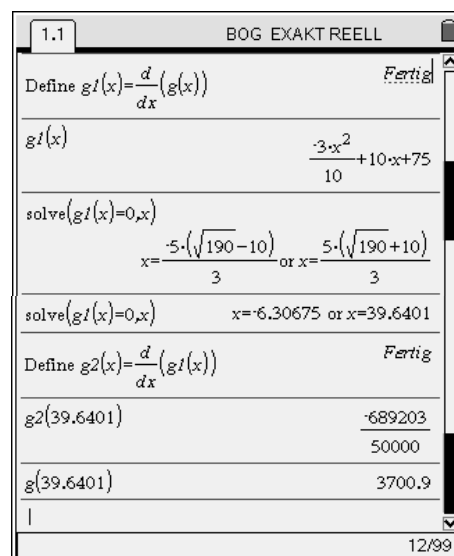 1.1 BOG EXAKT REELL
Define g1(x)=d/dx(g(x)) Fertig
g1(x) -3·x²/10+10·x+75
solve(g1(x)=0,x)
x=-5·(√190-10)/3 or x=5·(√190+10)/3
solve(g1(x)=0,x) x=-6.30675 or x=39.6401
Define g2(x)=d/dx(g1(x)) Fertig
g2(39.6401) -689203/50000
g(39.6401) 3700.9
12/99